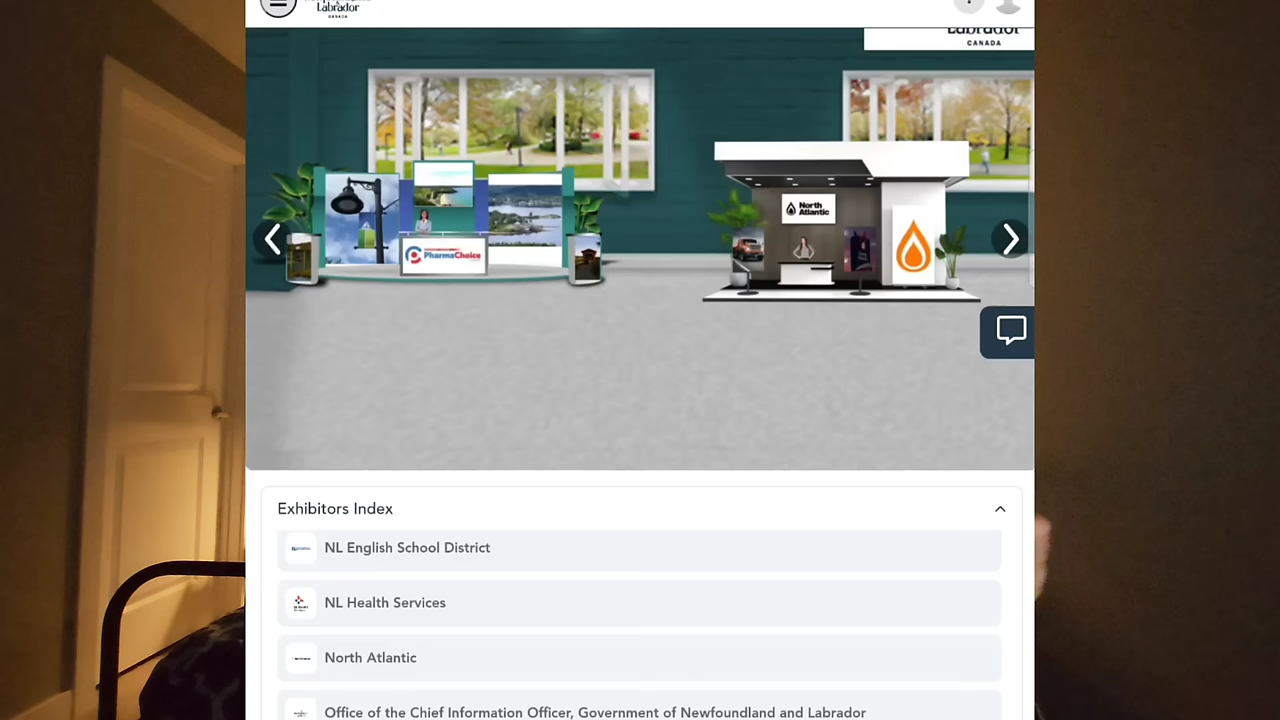 Labrador
CANADA
Labrador
CANADA
North
Atlantic
PharmaChoice
Exhibitors Index
NL English School District
NL Health Services
North Atlantic
Office of the Chief Information Officer, Government of Newfoundland and Labrador